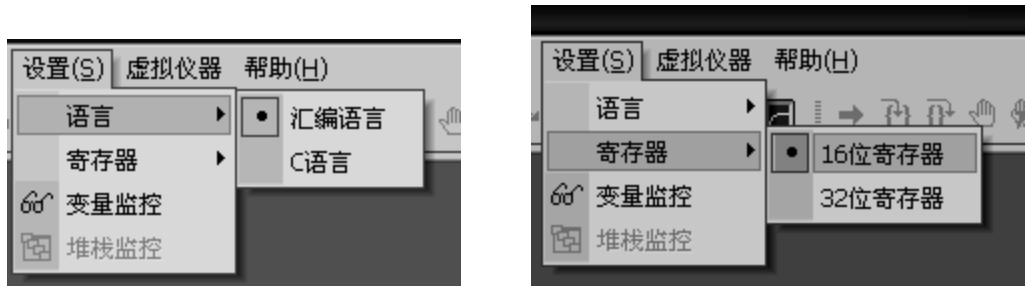 设置(S) 虚拟仪器 帮助(H)
语言
汇编语言
寄存器
C语言
变量监控
堆栈监控
设置(S) 虚拟仪器 帮助(H)
语言
寄存器
16位寄存器
变量监控
32位寄存器
堆栈监控